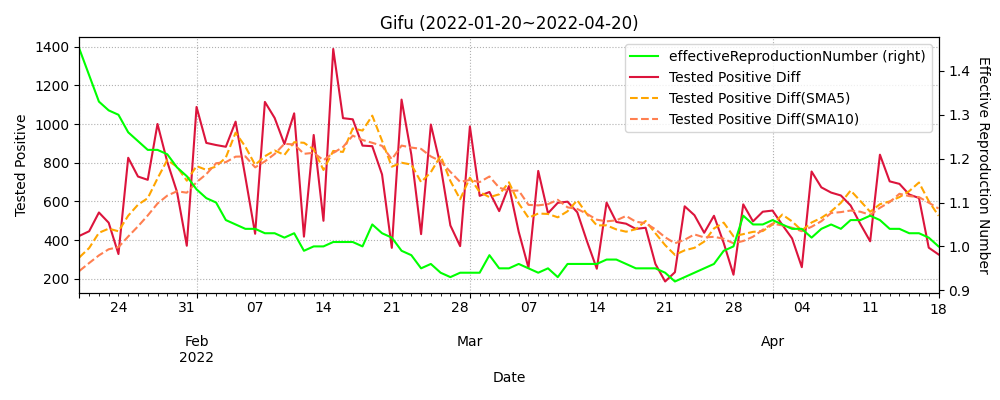 Gifu (2022-01-20~2022-04-20)
effectiveReproductionNumber (right)
Tested Positive Diff
Tested Positive Diff(SMA5)
Tested Positive Diff(SMA10)
Tested Positive
1400
1200
1000
800
600
400
200
Effective Reproduction Number
1.4
1.3
1.2
1.1
1.0
0.9
24 31 07 14 21 28 07 14 21 28 04 11 18
Feb Mar Apr
2022
Date